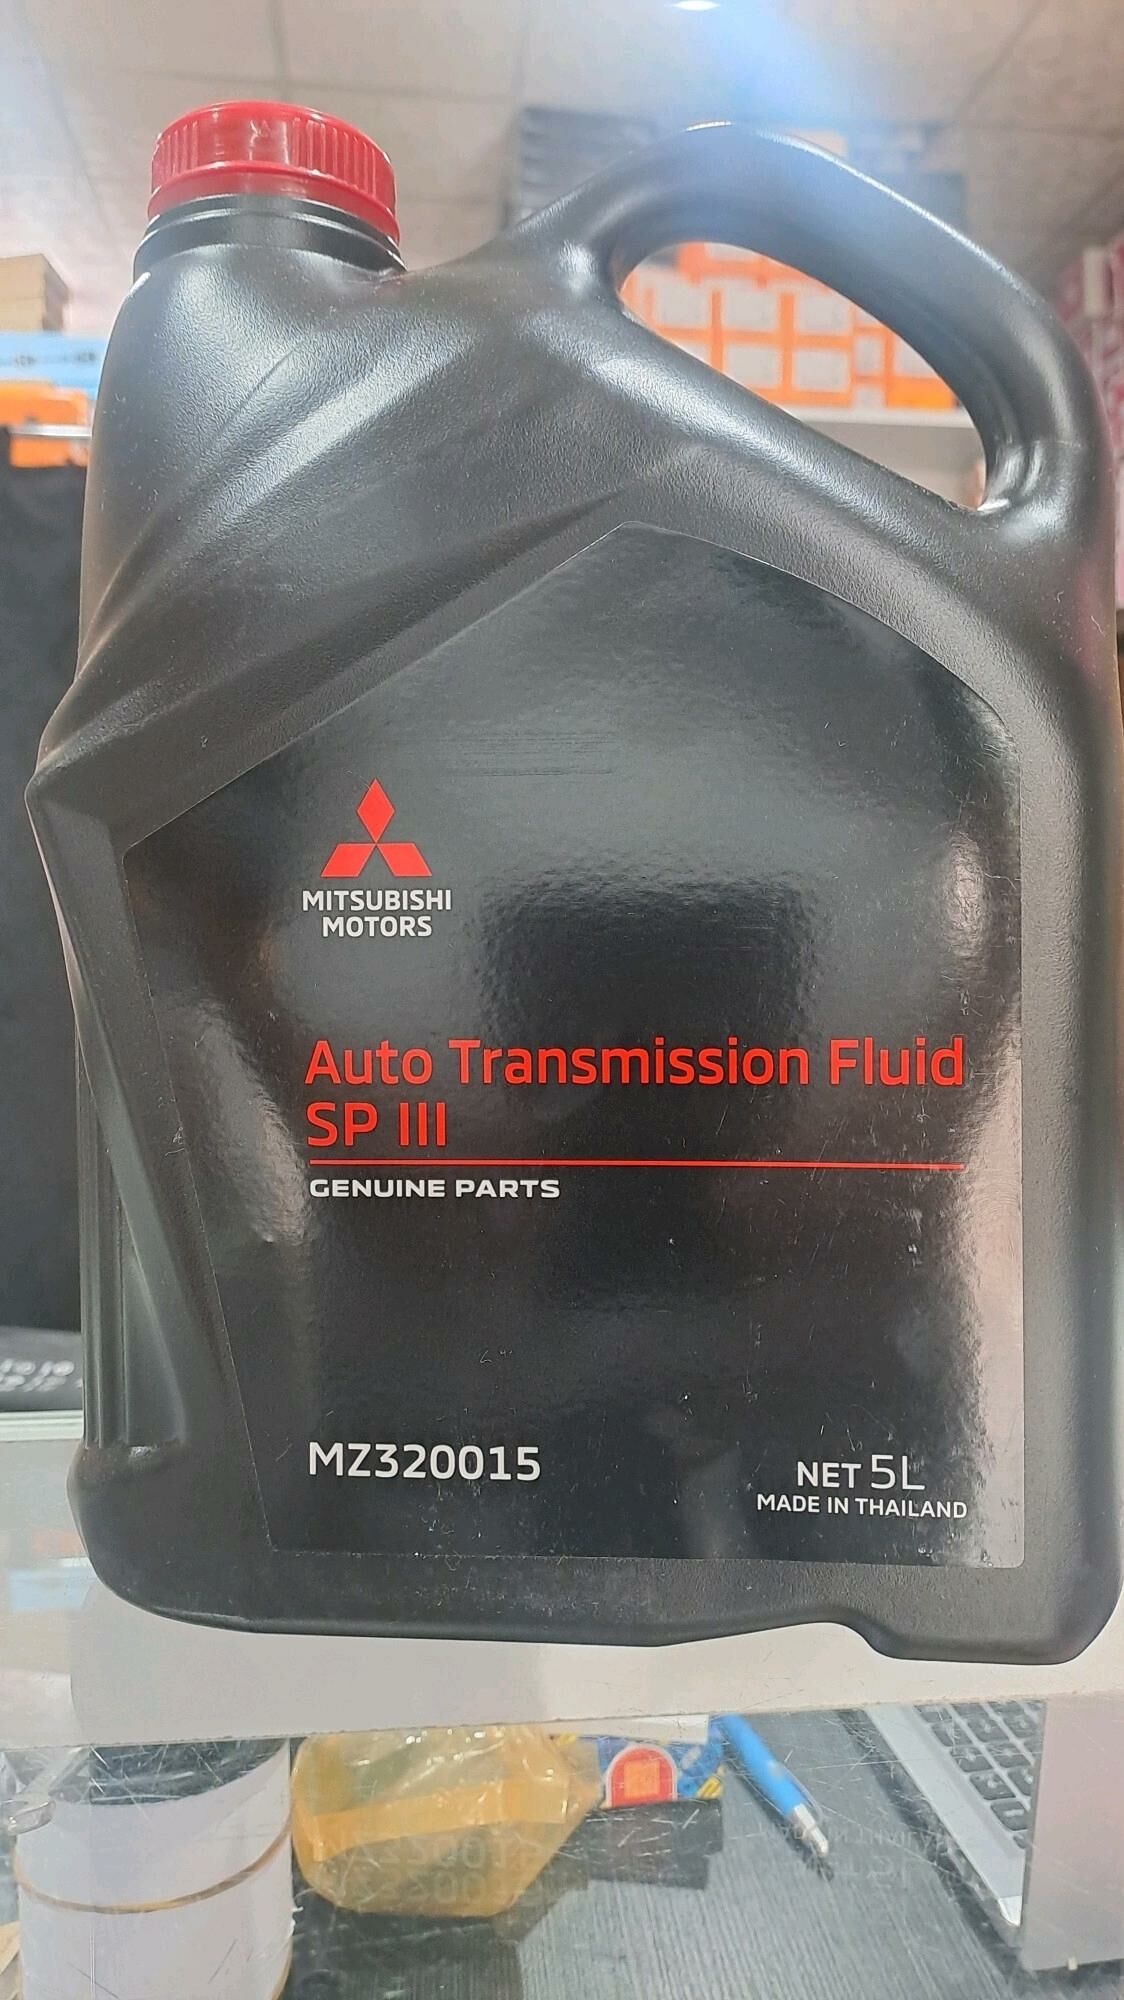 MITSUBISHI
MOTORS
Auto Transmission Fluid
SP III
GENUINE PARTS
MZ320015
NET 5L
MADE IN THAILAND